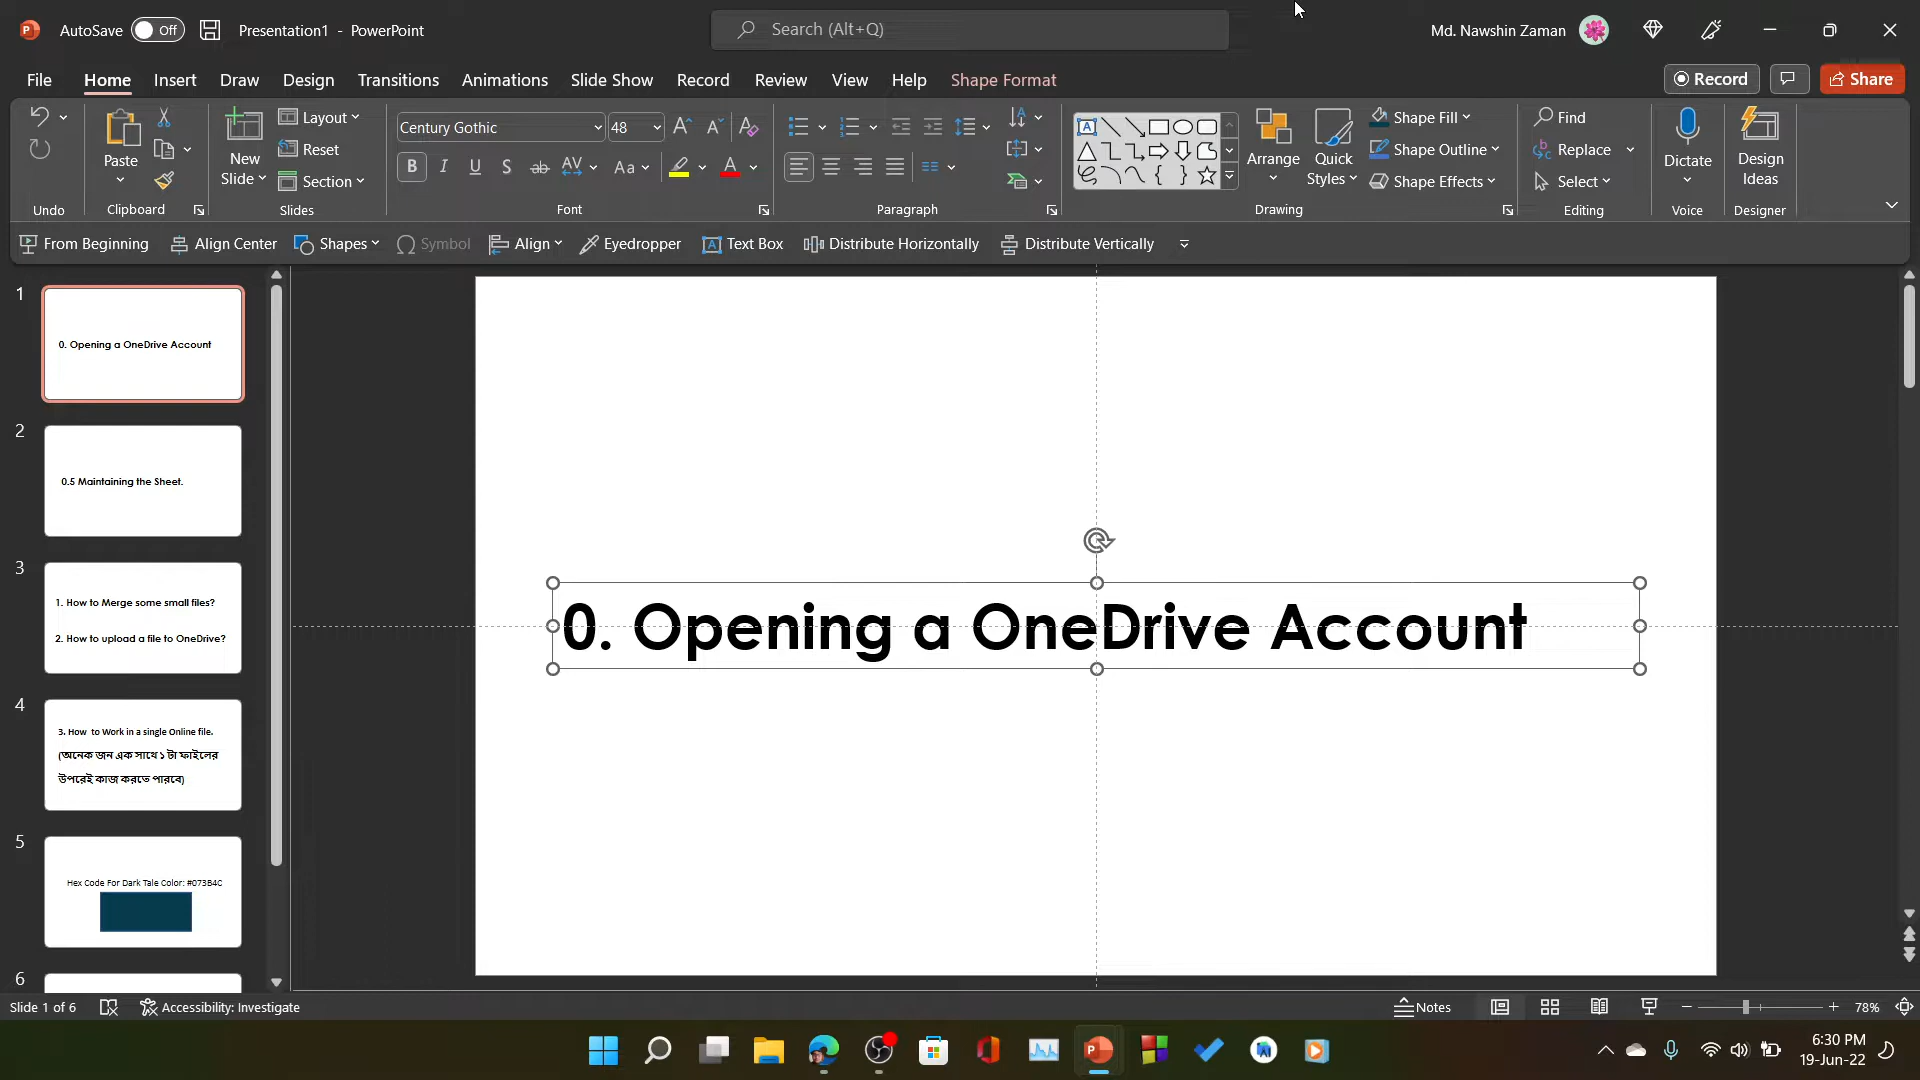 AutoSave Off Presentation1 - PowerPoint Search (Alt+Q) Md. Nawshin Zaman
File Home Insert Draw Design Transitions Animations Slide Show Record Review View Help Shape Format Record Share
Paste
New Slide
Layout
Reset
Section
Century Gothic 48
Arrange
Quick Styles
Shape Fill
Shape Outline
Shape Effects
Find
Replace
Select
Dictate
Design Ideas
Undo Clipboard Slides Font Paragraph Drawing Editing Voice Designer
From Beginning Align Center Shapes Symbol Align Eyedropper Text Box Distribute Horizontally Distribute Vertically
1
0. Opening a OneDrive Account
2
0.5 Maintaining the Sheet.
3
1. How to Merge some small files?
2. How to upload a file to OneDrive?
4
3. How to Work in a single Online file.
(অনেক জন এক সাথে ১ টা ফাইলের
উপরেই কাজ করতে পারবে)
5
Hex Code For Dark Tale Color: #073B4C
6
0. Opening a OneDrive Account
Slide 1 of 6 Accessibility: Investigate Notes 78%
6:30 PM
19-Jun-22